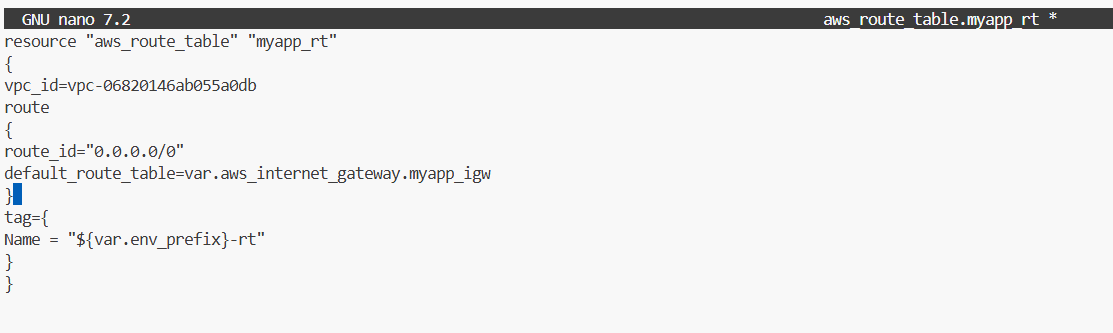 GNU nano 7.2 aws_route_table.myapp_rt *
resource "aws_route_table" "myapp_rt"
{
vpc_id=vpc-06820146ab055a0db
route
{
route_id="0.0.0.0/0"
default_route_table=var.aws_internet_gateway.myapp_igw
}
tag={
Name = "${var.env_prefix}-rt"
}
}